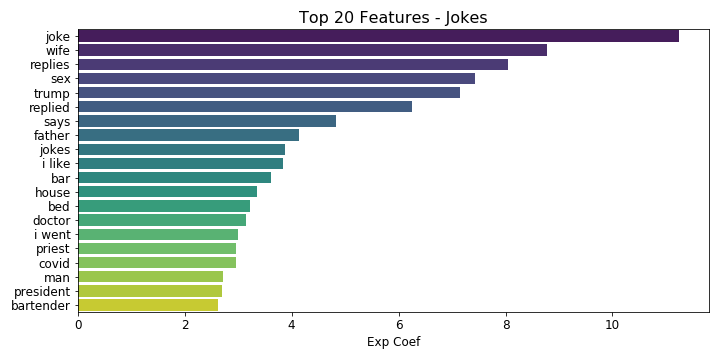 Top 20 Features - Jokes
joke
wife
replies
sex
trump
replied
says
father
jokes
i like
bar
house
bed
doctor
i went
priest
covid
man
president
bartender
0 2 4 6 8 10
Exp Coef